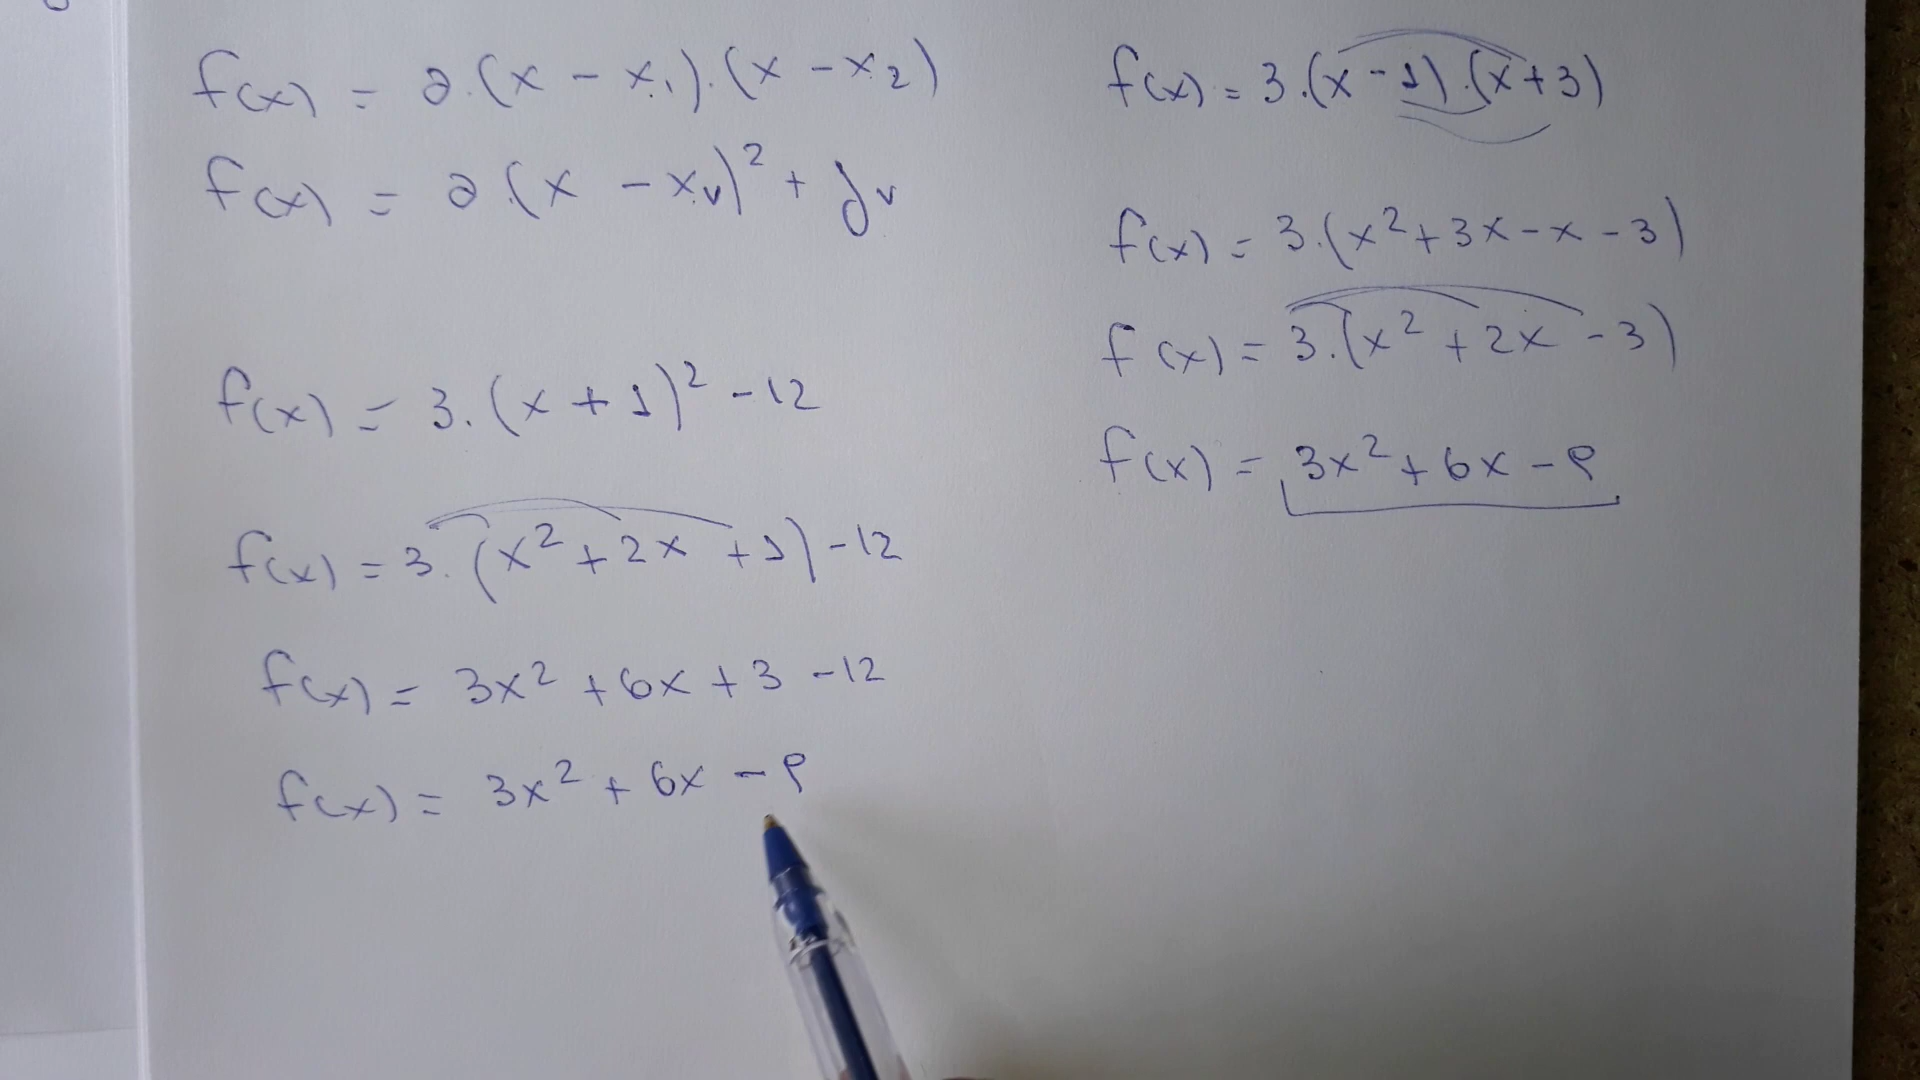 f(x) = a.(x - x₁).(x - x₂)
f(x) = a.(x - xᵥ)² + yᵥ
f(x) = 3.(x + 1)² - 12
f(x) = 3.(x² + 2x + 1) - 12
f(x) = 3x² + 6x + 3 - 12
f(x) = 3x² + 6x - 9
f(x) = 3.(x - 1).(x + 3)
f(x) = 3.(x² + 3x - x - 3)
f(x) = 3.(x² + 2x - 3)
f(x) = 3x² + 6x - 9